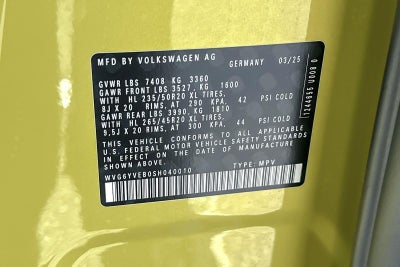 MFD BY VOLKSWAGEN AG GERMANY 03/25
GVWR LBS 7408 KG 3360
GAWR FRONT LBS 3527, KG 1600
WITH HL 235/50R20 XL TIRES,
8J X 20 RIMS, AT 290 KPA, 42 PSI COLD
GAWR REAR LBS 3990, KG 1810
WITH HL 265/45R20 XL TIRES,
9,5J X 20 RIMS, AT 300 KPA, 44 PSI COLD
THIS VEHICLE CONFORMS TO ALL APPLICABLE
U.S. FEDERAL MOTOR VEHICLE SAFETY STANDARDS
IN EFFECT ON THE DATE OF MANUFACTURE
SHOWN ABOVE.
WVG6YVEB0SH040010 TYPE: MPV